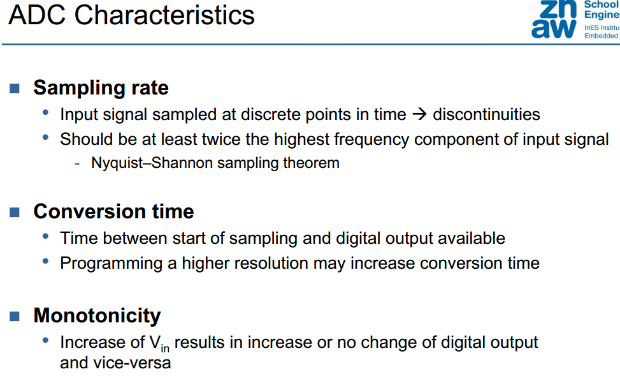 ADC Characteristics
zh
aw
School
Engine
InES Institu
Embedded
Sampling rate
Input signal sampled at discrete points in time → discontinuities
Should be at least twice the highest frequency component of input signal
- Nyquist–Shannon sampling theorem
Conversion time
Time between start of sampling and digital output available
Programming a higher resolution may increase conversion time
Monotonicity
Increase of Vin results in increase or no change of digital output
and vice-versa